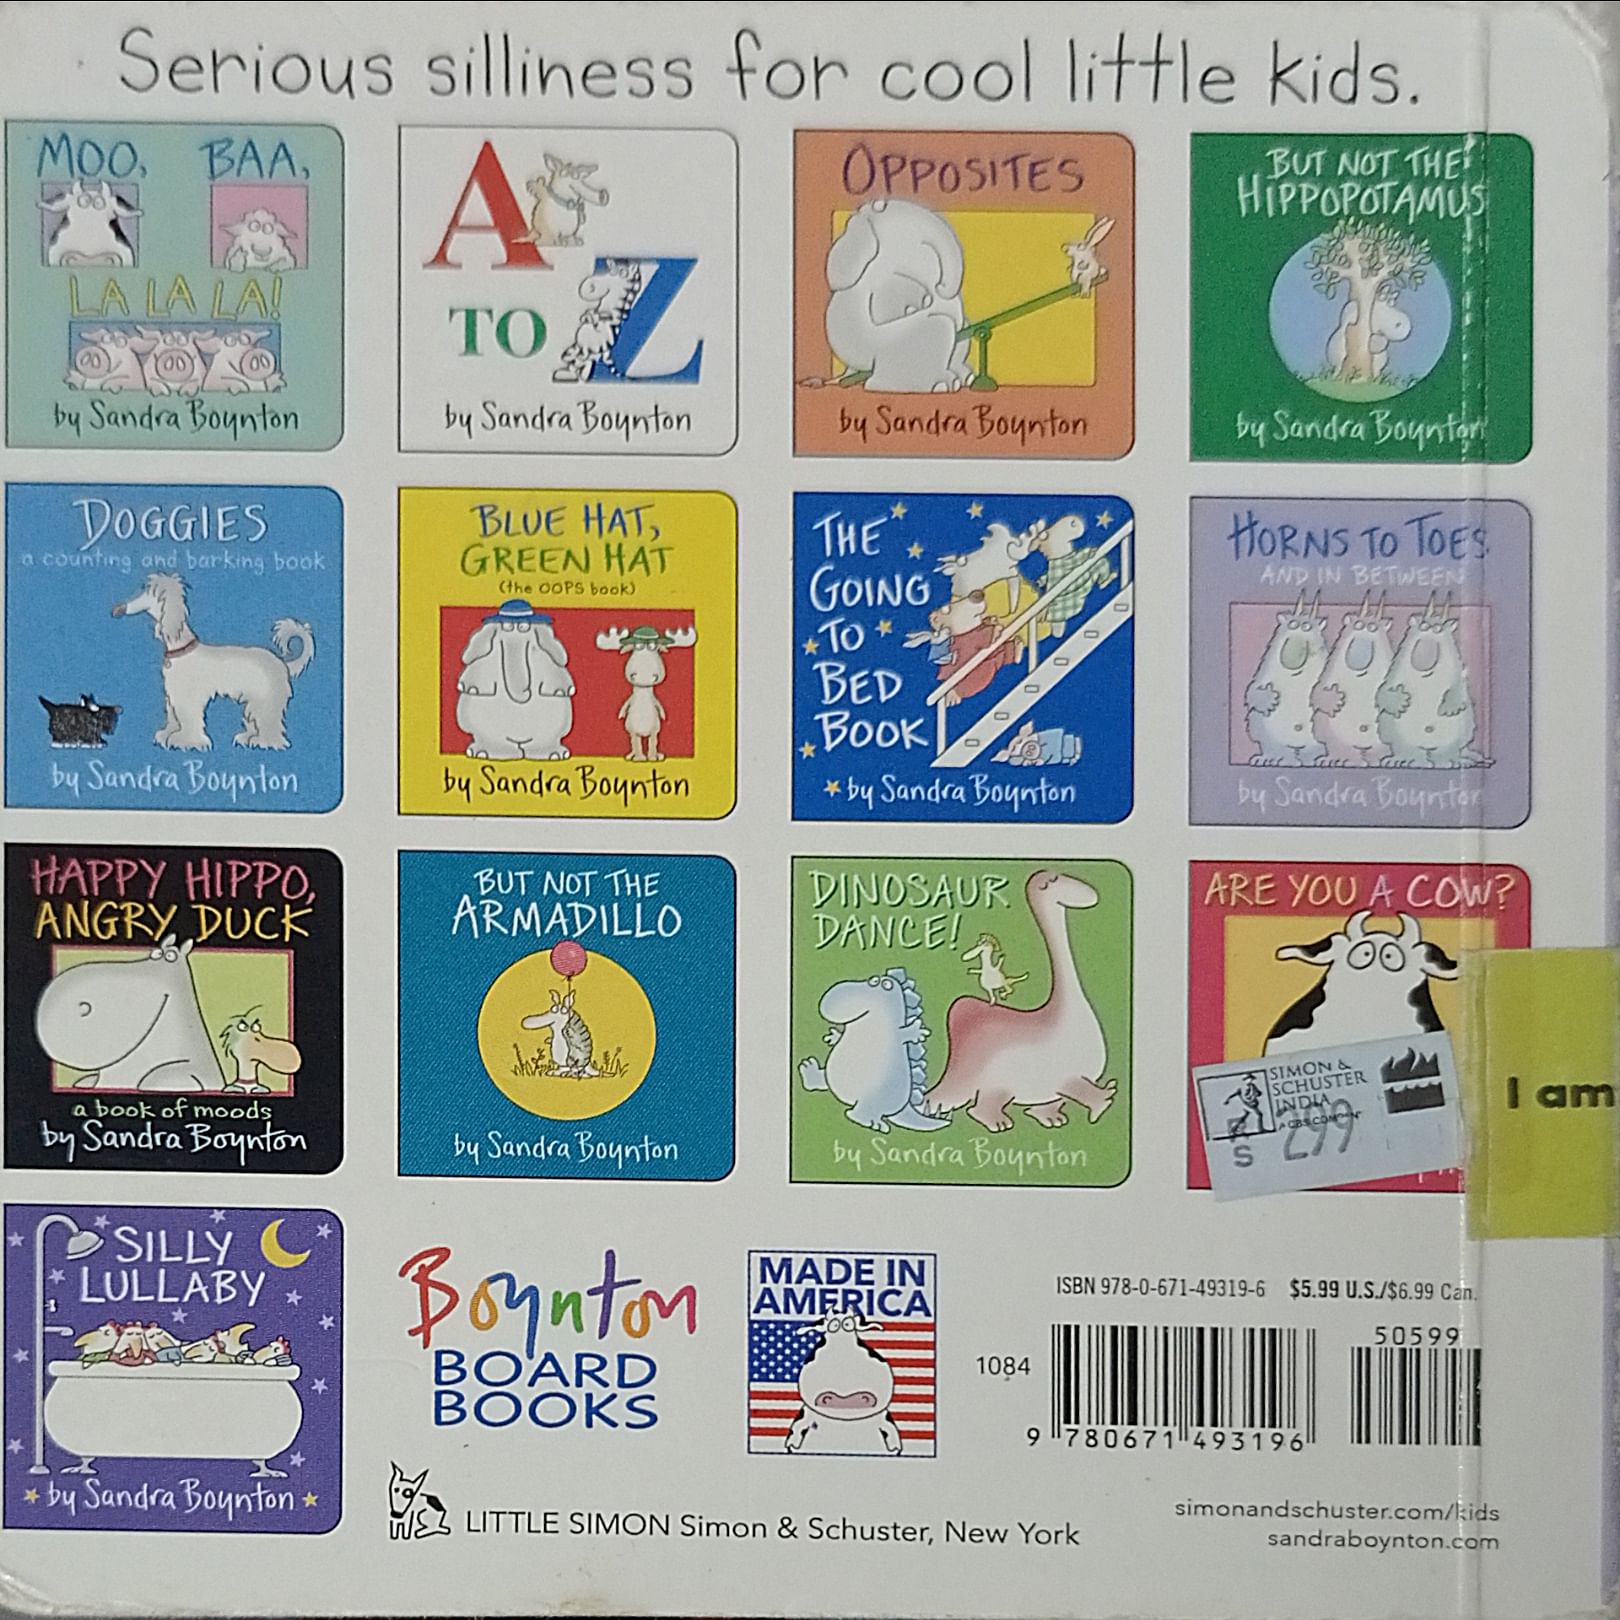 Serious silliness for cool little kids.
MOO, BAA,
LA LA LA!
by Sandra Boynton
A
TO
Z
by Sandra Boynton
OPPOSITES
by Sandra Boynton
BUT NOT THE
HIPPOPOTAMUS
by Sandra Boynton
DOGGIES
a counting and barking book
by Sandra Boynton
BLUE HAT,
GREEN HAT
(the OOPS book)
by Sandra Boynton
THE
GOING
TO
BED
BOOK
by Sandra Boynton
HORNS TO TOES
AND IN BETWEEN
by Sandra Boynton
HAPPY HIPPO,
ANGRY DUCK
a book of moods
by Sandra Boynton
BUT NOT THE
ARMADILLO
by Sandra Boynton
DINOSAUR
DANCE!
by Sandra Boynton
ARE YOU A COW?
SIMON &
SCHUSTER
INDIA
A CBS COMPANY
R
S 299
I am
SILLY
LULLABY
by Sandra Boynton
Boynton
BOARD
BOOKS
MADE IN
AMERICA
ISBN 978-0-671-49319-6 $5.99 U.S./$6.99 Can.
50599
1084
9 780671 493196
LITTLE SIMON Simon & Schuster, New York
simonandschuster.com/kids
sandraboynton.com